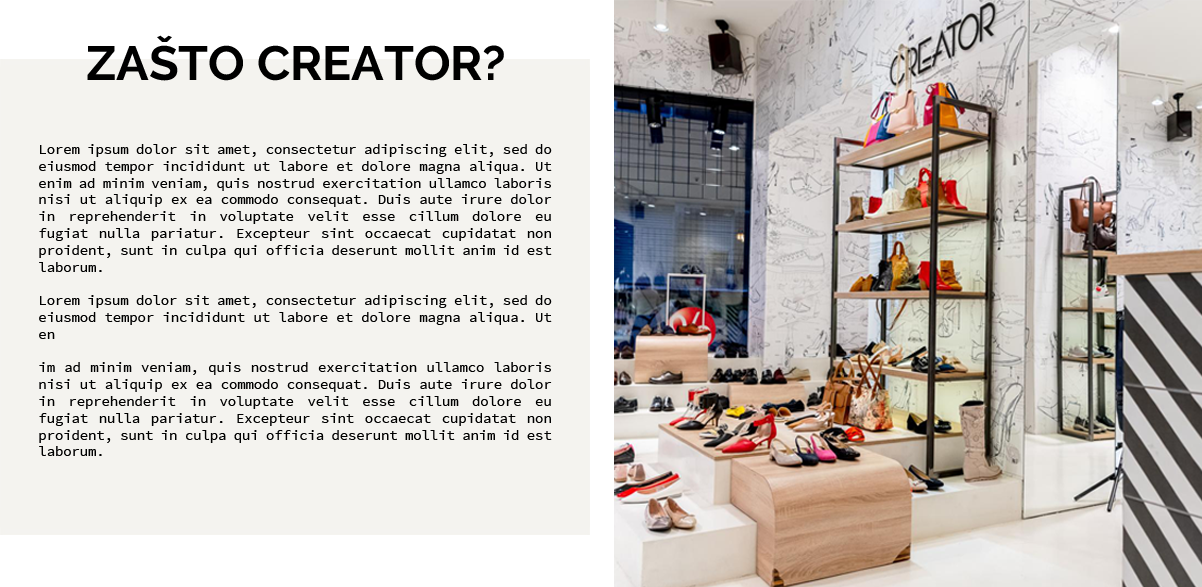 ZAŠTO CREATOR?
Lorem ipsum dolor sit amet, consectetur adipiscing elit, sed do
eiusmod tempor incididunt ut labore et dolore magna aliqua. Ut
enim ad minim veniam, quis nostrud exercitation ullamco laboris
nisi ut aliquip ex ea commodo consequat. Duis aute irure dolor
in reprehenderit in voluptate velit esse cillum dolore eu
fugiat nulla pariatur. Excepteur sint occaecat cupidatat non
proident, sunt in culpa qui officia deserunt mollit anim id est
laborum.
Lorem ipsum dolor sit amet, consectetur adipiscing elit, sed do
eiusmod tempor incididunt ut labore et dolore magna aliqua. Ut
en
im ad minim veniam, quis nostrud exercitation ullamco laboris
nisi ut aliquip ex ea commodo consequat. Duis aute irure dolor
in reprehenderit in voluptate velit esse cillum dolore eu
fugiat nulla pariatur. Excepteur sint occaecat cupidatat non
proident, sunt in culpa qui officia deserunt mollit anim id est
laborum.
CREATOR